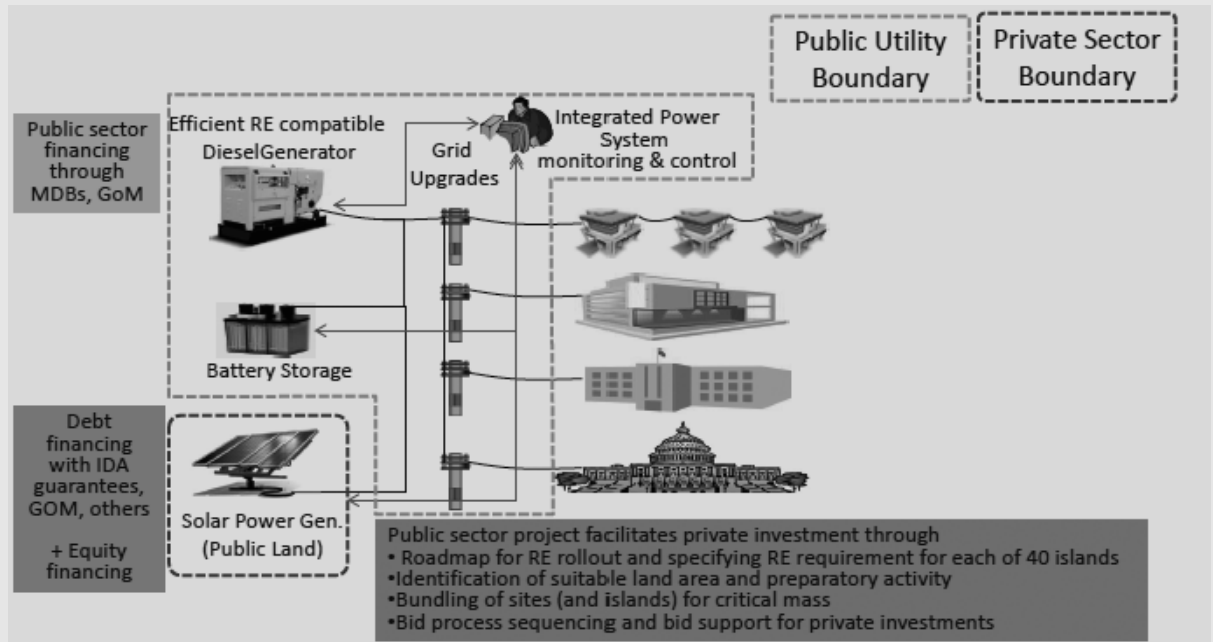 Public Utility
Boundary
Private Sector
Boundary
Public sector
financing
through
MDBs, GoM
Efficient RE compatible
DieselGenerator
Grid
Upgrades
Integrated Power
System
monitoring & control
Battery Storage
Debt
financing
with IDA
guarantees,
GOM, others
+ Equity
financing
Solar Power Gen.
(Public Land)
Public sector project facilitates private investment through
• Roadmap for RE rollout and specifying RE requirement for each of 40 islands
•Identification of suitable land area and preparatory activity
•Bundling of sites (and islands) for critical mass
•Bid process sequencing and bid support for private investments